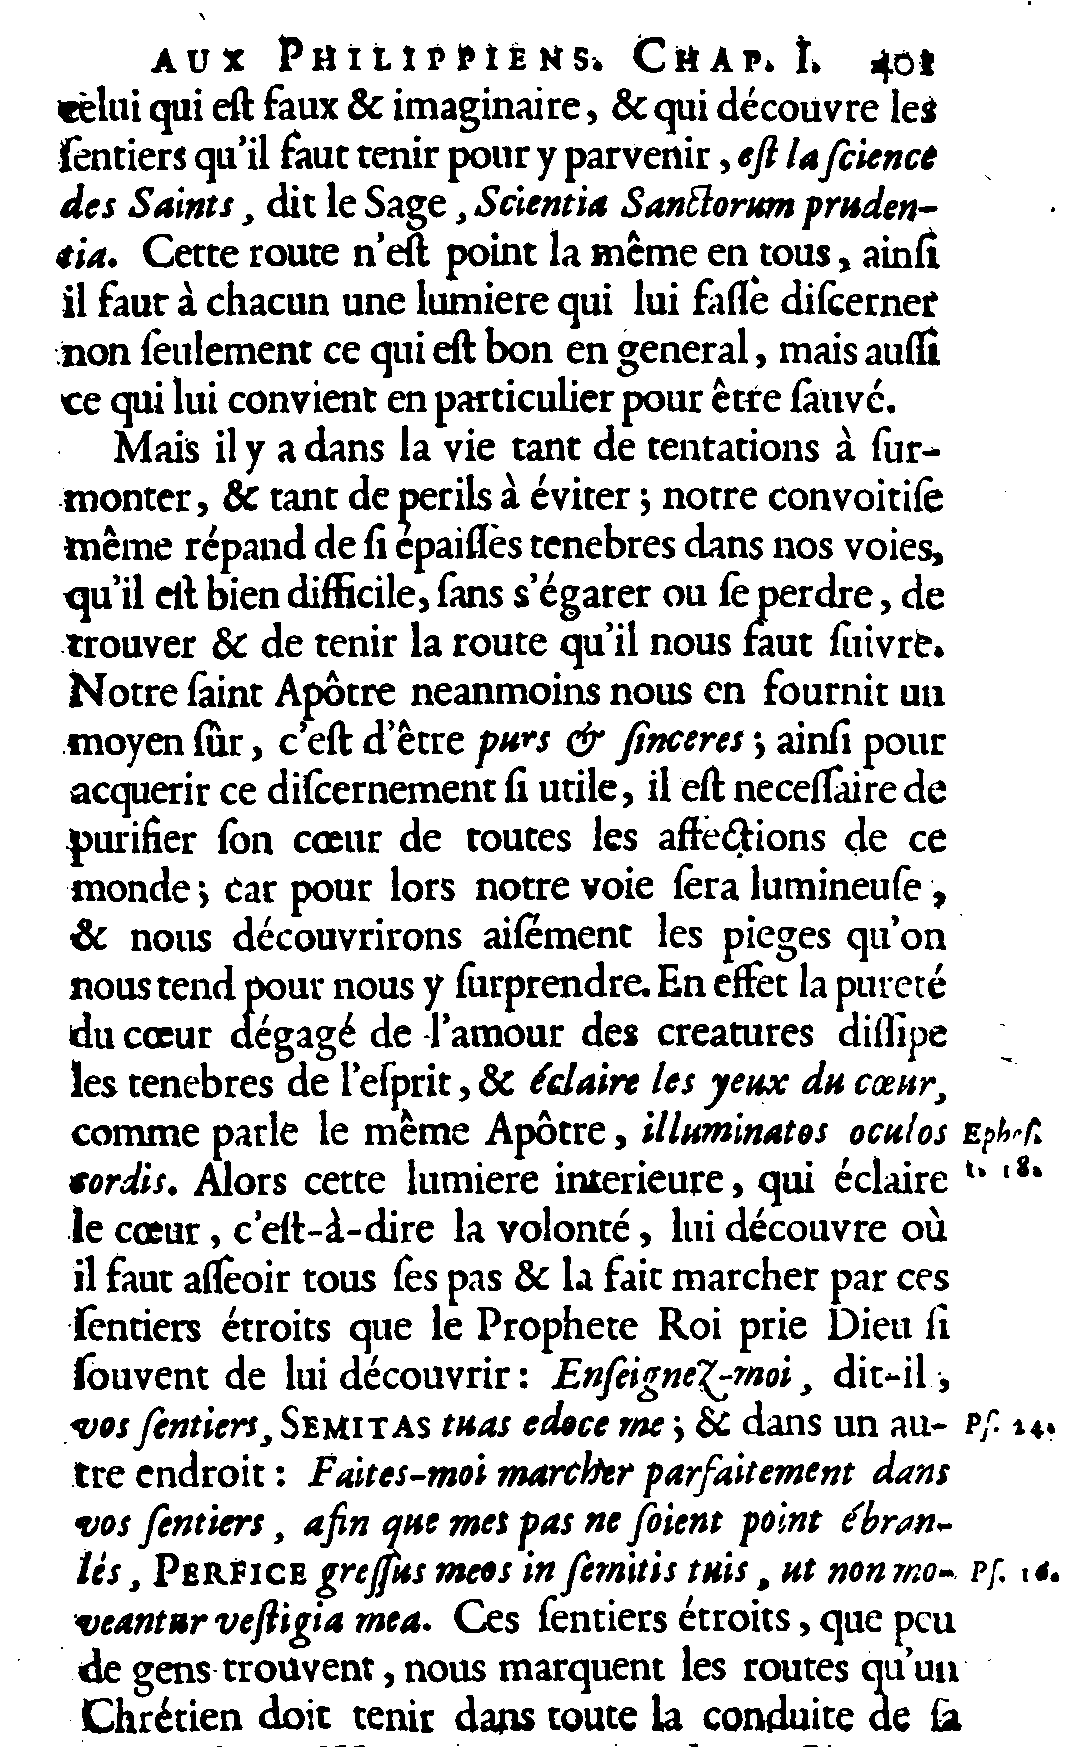 AUX PHILIPPIENS. CHAP. I. 401
celui qui eſt faux & imaginaire, & qui découvre les
ſentiers qu'il faut tenir pour y parvenir, eſt la ſcience
des Saints, dit le Sage, Scientia Sanctorum pruden-
tia. Cette route n'eſt point la même en tous, ainſi
il faut à chacun une lumiere qui lui faſſe diſcerner
non ſeulement ce qui eſt bon en general, mais auſſi
ce qui lui convient en particulier pour être ſauvé.
Mais il y a dans la vie tant de tentations à ſur-
monter, & tant de perils à éviter; notre convoitiſe
même répand de ſi épaiſſes tenebres dans nos voies,
qu'il eſt bien difficile, ſans s'égarer ou ſe perdre, de
trouver & de tenir la route qu'il nous faut ſuivre.
Notre ſaint Apôtre neanmoins nous en fournit un
moyen ſûr, c'eſt d'être purs & ſinceres; ainſi pour
acquerir ce diſcernement ſi utile, il eſt neceſſaire de
purifier ſon cœur de toutes les affections de ce
monde; car pour lors notre voie ſera lumineuſe,
& nous découvrirons aiſément les pieges qu'on
nous tend pour nous y ſurprendre. En effet la pureté
du cœur dégagé de l'amour des creatures diſſipe
les tenebres de l'eſprit, & éclaire les yeux du cœur,
comme parle le même Apôtre, illuminatos oculos Epheſ.
cordis. Alors cette lumiere interieure, qui éclaire 1. 18.
le cœur, c'eſt-à-dire la volonté, lui découvre où
il faut aſſeoir tous ſes pas & la fait marcher par ces
ſentiers étroits que le Prophete Roi prie Dieu ſi
ſouvent de lui découvrir: Enſeignez-moi, dit-il,
vos ſentiers, SEMITAS tuas edoce me; & dans un au- Pſ. 24.
tre endroit: Faites-moi marcher parfaitement dans
vos ſentiers, afin que mes pas ne ſoient point ébran-
lés, PERFICE greſſus meos in ſemitis tuis, ut non mo- Pſ. 16.
veantur veſtigia mea. Ces ſentiers étroits, que peu
de gens trouvent, nous marquent les routes qu'un
Chrétien doit tenir dans toute la conduite de ſa